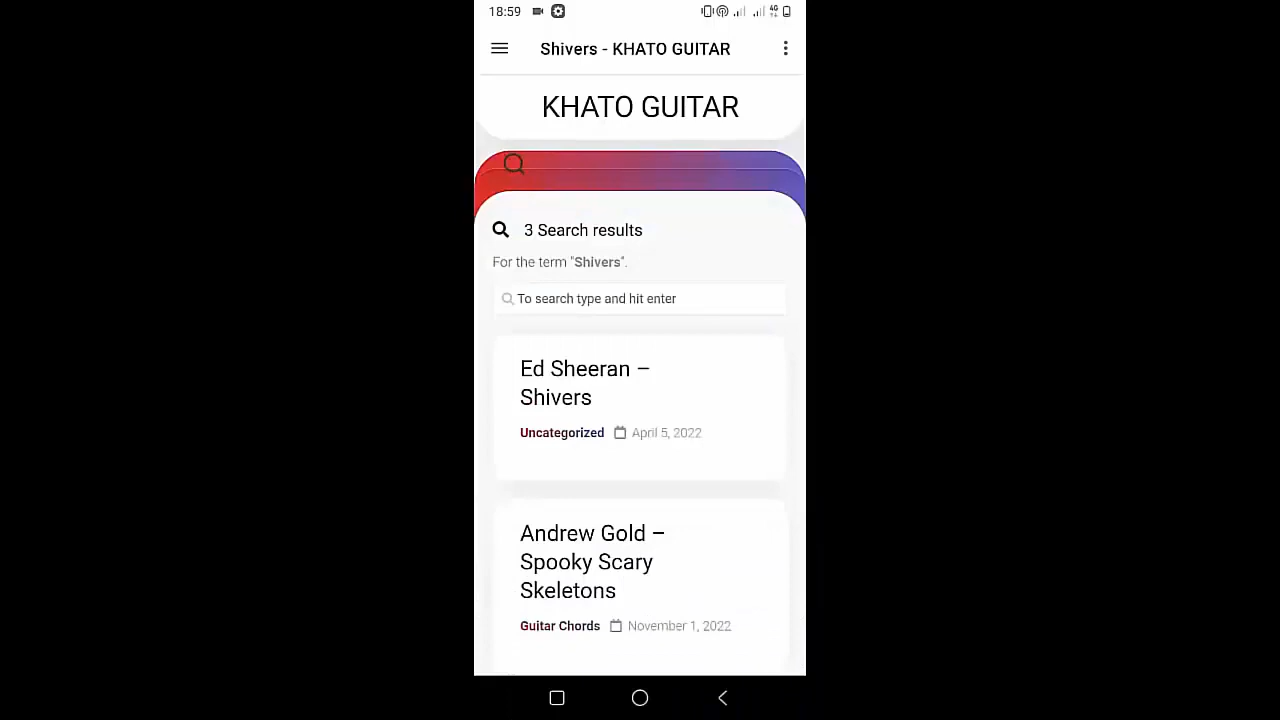 18:59
4G
Shivers - KHATO GUITAR
KHATO GUITAR
3 Search results
For the term "Shivers".
To search type and hit enter
Ed Sheeran –
Shivers
Uncategorized April 5, 2022
Andrew Gold –
Spooky Scary
Skeletons
Guitar Chords November 1, 2022